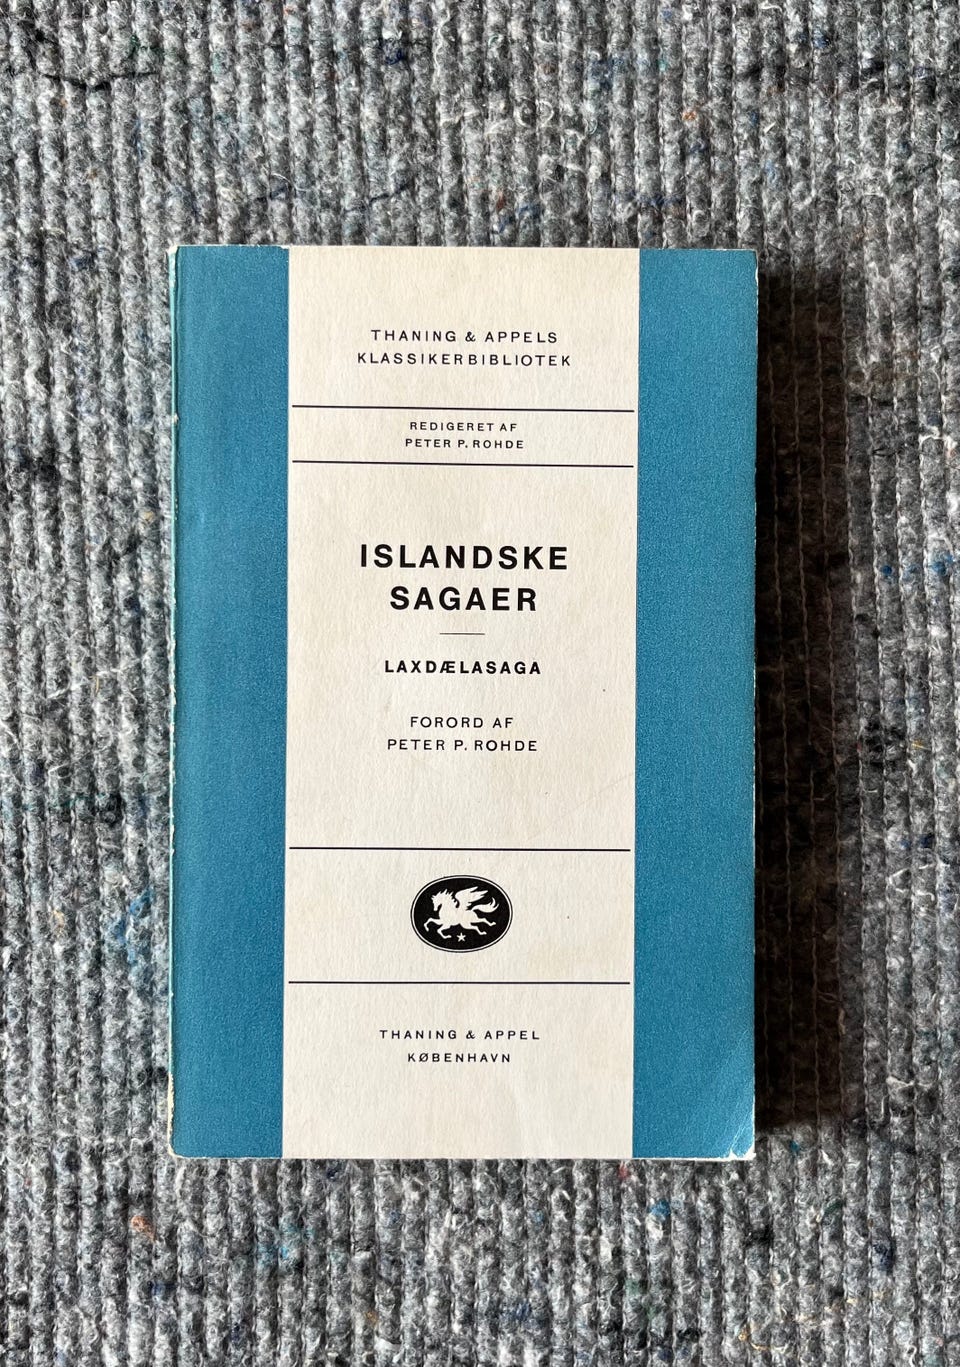 THANING & APPELS
KLASSIKERBIBLIOTEK
REDIGERET AF
PETER P. ROHDE
ISLANDSKE
SAGAER
LAXDÆLASAGA
FORORD AF
PETER P. ROHDE
THANING & APPEL
KØBENHAVN